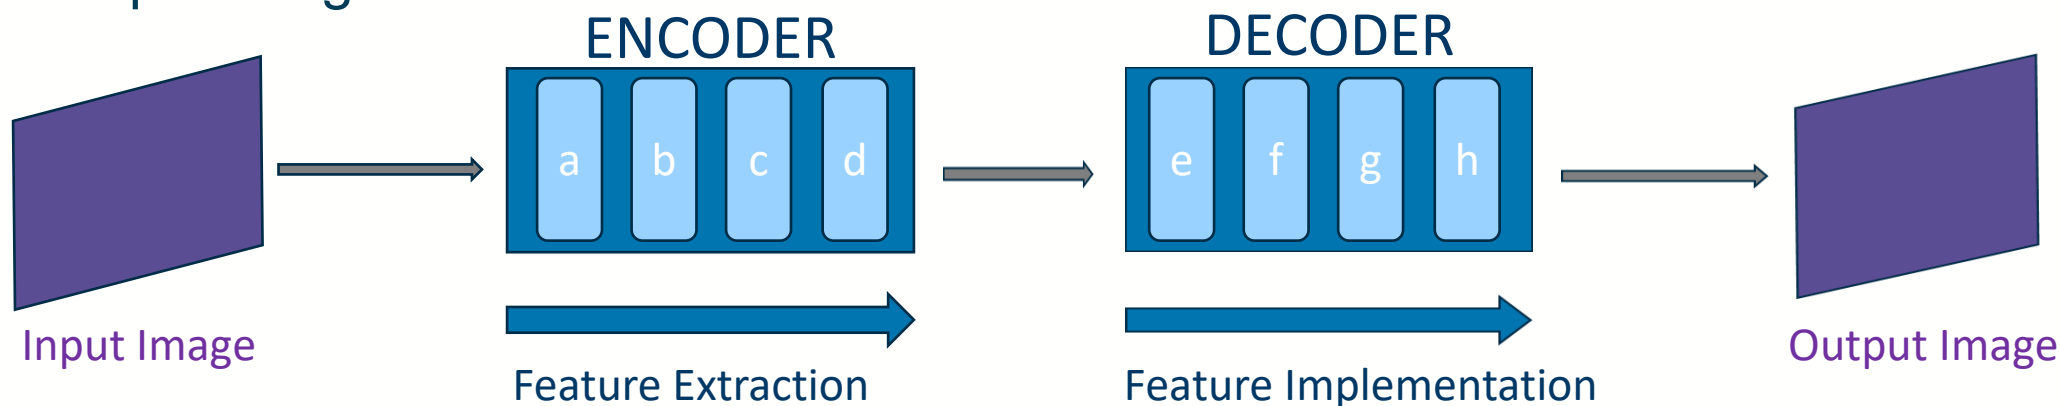 ENCODER
DECODER
a b c d
e f g h
Input Image
Output Image
Feature Extraction
Feature Implementation